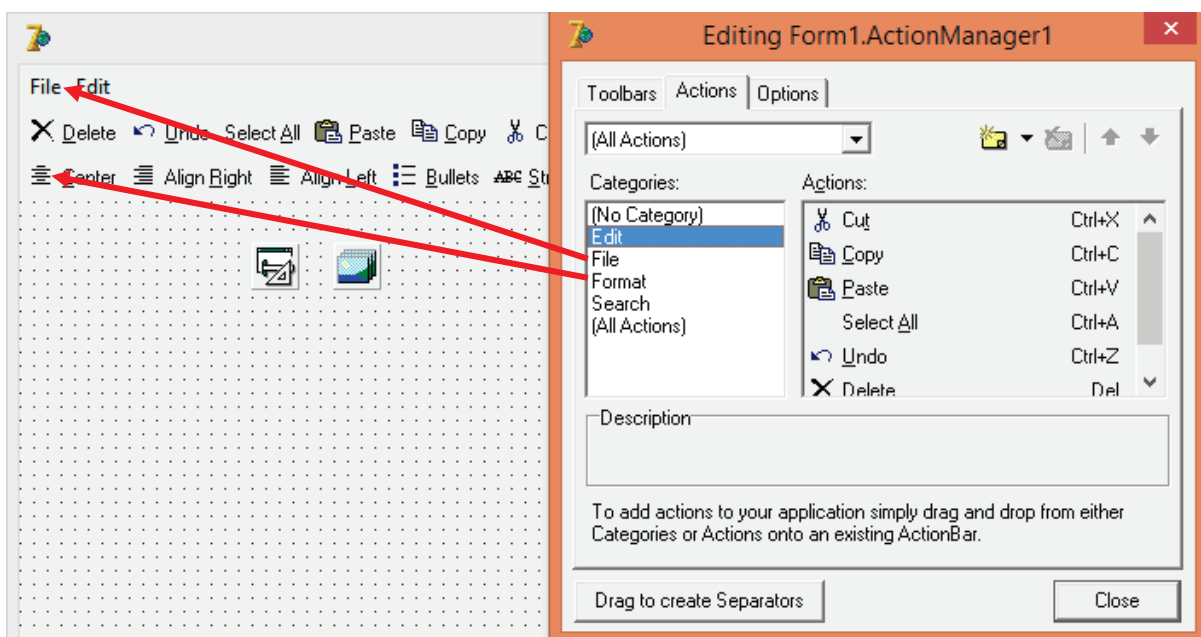 Editing Form1.ActionManager1
File Edit
Delete Undo Select All Paste Copy
Center Align Right Align Left Bullets
Toolbars Actions Options
(All Actions)
Categories:
(No Category)
Edit
File
Format
Search
(All Actions)
Actions:
Cut Ctrl+X
Copy Ctrl+C
Paste Ctrl+V
Select All Ctrl+A
Undo Ctrl+Z
Delete Del
Description
To add actions to your application simply drag and drop from either
Categories or Actions onto an existing ActionBar.
Drag to create Separators
Close